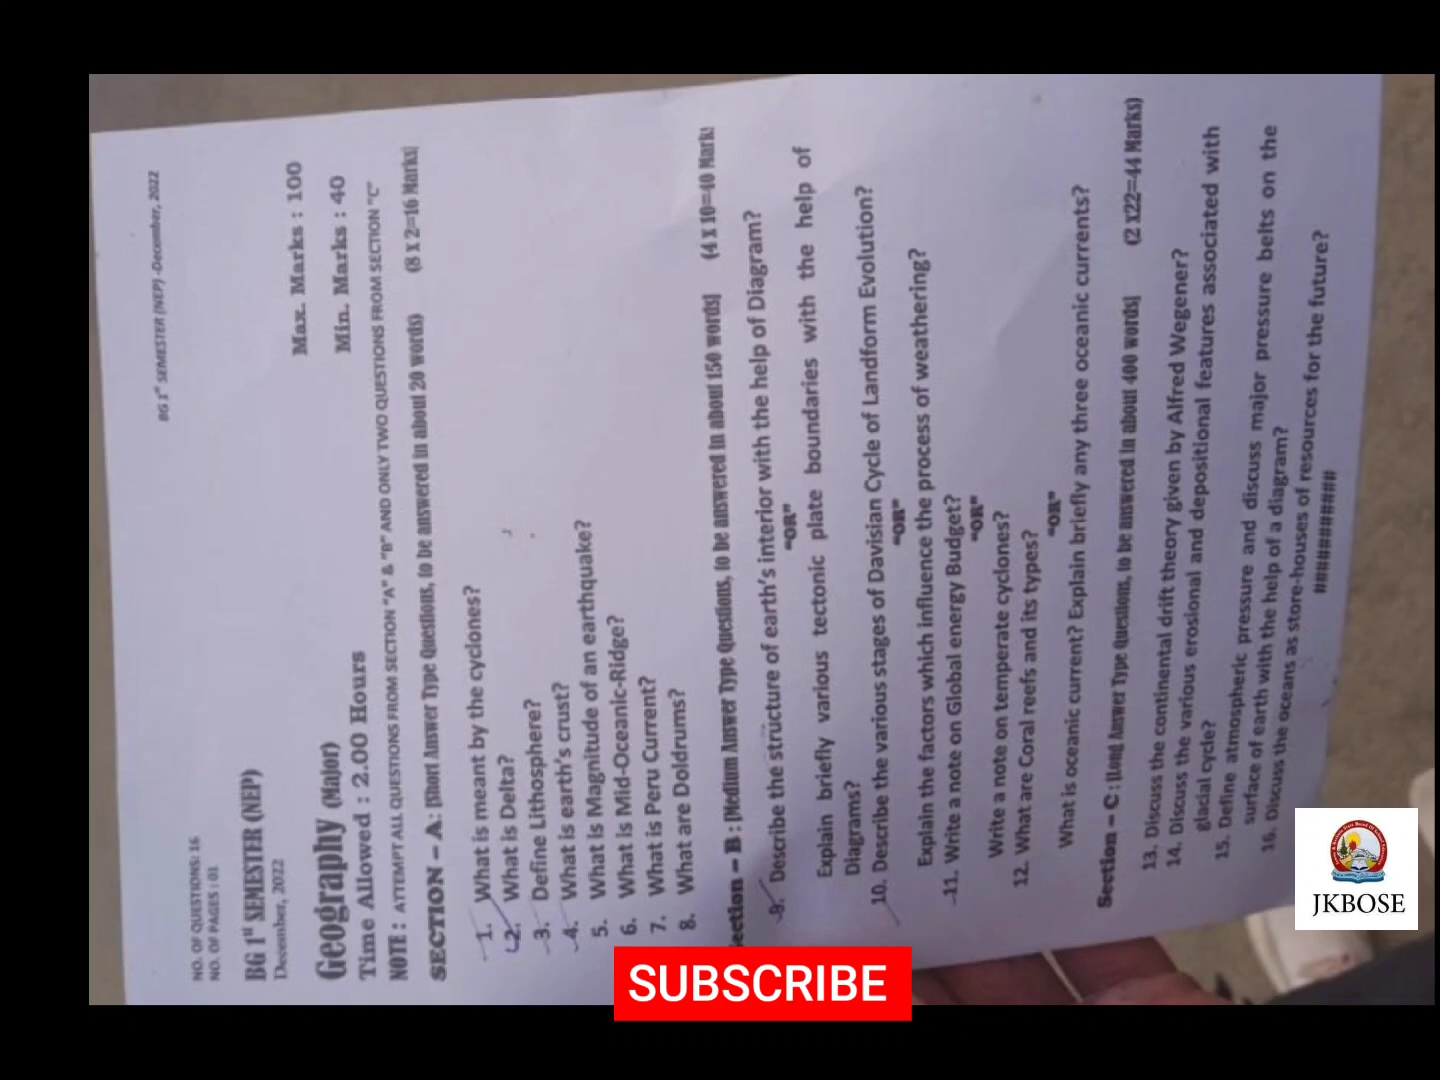 BG 1st SEMESTER (NEP) -December, 2022
NO. OF QUESTIONS: 16
NO. OF PAGES : 01
BG 1st SEMESTER (NEP)
December, 2022
Max. Marks : 100
Geography (Major)
Min. Marks : 40
Time Allowed : 2.00 Hours
NOTE : ATTEMPT ALL QUESTIONS FROM SECTION "A" & "B" AND ONLY TWO QUESTIONS FROM SECTION "C"
SECTION – A: [Short Answer Type Questions, to be answered in about 20 words) (8 X 2=16 Marks)
1. What is meant by the cyclones?
2. What is Delta?
3. Define Lithosphere?
4. What is earth's crust?
5. What is Magnitude of an earthquake?
6. What is Mid-Oceanic-Ridge?
7. What is Peru Current?
8. What are Doldrums?
Section – B : [Medium Answer Type Questions, to be answered in about 150 words] (4 X 10=40 Marks
9. Describe the structure of earth's interior with the help of Diagram?
"OR"
Explain briefly various tectonic plate boundaries with the help of
Diagrams?
10. Describe the various stages of Davisian Cycle of Landform Evolution?
"OR"
Explain the factors which influence the process of weathering?
11. Write a note on Global energy Budget?
"OR"
Write a note on temperate cyclones?
12. What are Coral reefs and its types?
"OR"
What is oceanic current? Explain briefly any three oceanic currents?
Section – C : [Long Answer Type Questions, to be answered in about 400 words] (2 X22=44 Marks)
13. Discuss the continental drift theory given by Alfred Wegener?
14. Discuss the various erosional and depositional features associated with
glacial cycle?
15. Define atmospheric pressure and discuss major pressure belts on the
surface of earth with the help of a diagram?
16. Discuss the oceans as store-houses of resources for the future?
##########
SUBSCRIBE
JKBOSE